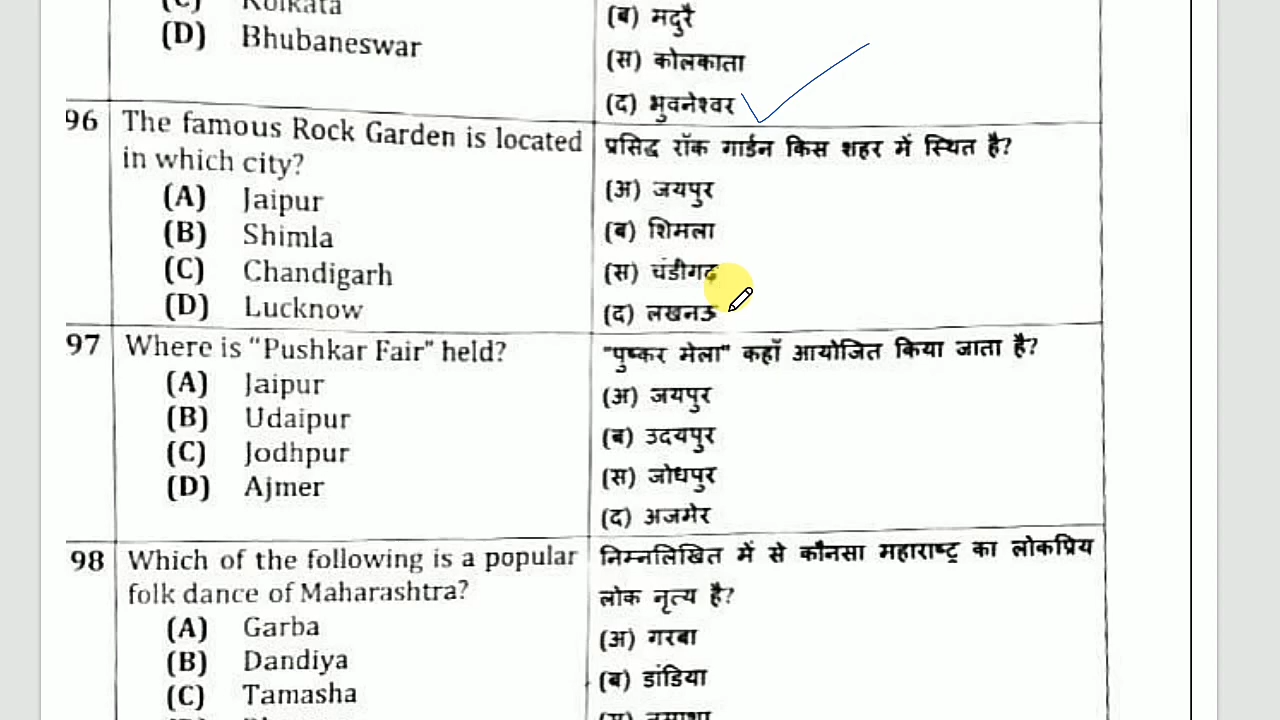 (C) Kolkata
(D) Bhubaneswar
(ब) मदुरै
(स) कोलकाता
(द) भुवनेश्वर
96 The famous Rock Garden is located
in which city?
(A) Jaipur
(B) Shimla
(C) Chandigarh
(D) Lucknow
प्रसिद्ध रॉक गार्डन किस शहर में स्थित है?
(अ) जयपुर
(ब) शिमला
(स) चंडीगढ़
(द) लखनऊ
97 Where is "Pushkar Fair" held?
(A) Jaipur
(B) Udaipur
(C) Jodhpur
(D) Ajmer
"पुष्कर मेला" कहाँ आयोजित किया जाता है?
(अ) जयपुर
(ब) उदयपुर
(स) जोधपुर
(द) अजमेर
98 Which of the following is a popular
folk dance of Maharashtra?
(A) Garba
(B) Dandiya
(C) Tamasha
निम्नलिखित में से कौनसा महाराष्ट्र का लोकप्रिय
लोक नृत्य है?
(अ) गरबा
(ब) डांडिया